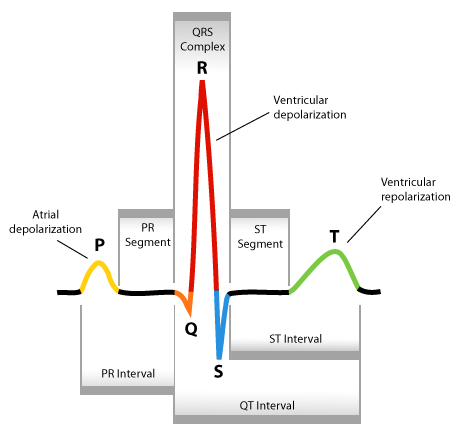 QRS
Complex
R
Ventricular
depolarization
Ventricular
repolarization
Atrial
depolarization
P
PR
Segment
ST
Segment
T
Q
S
ST Interval
PR Interval
QT Interval